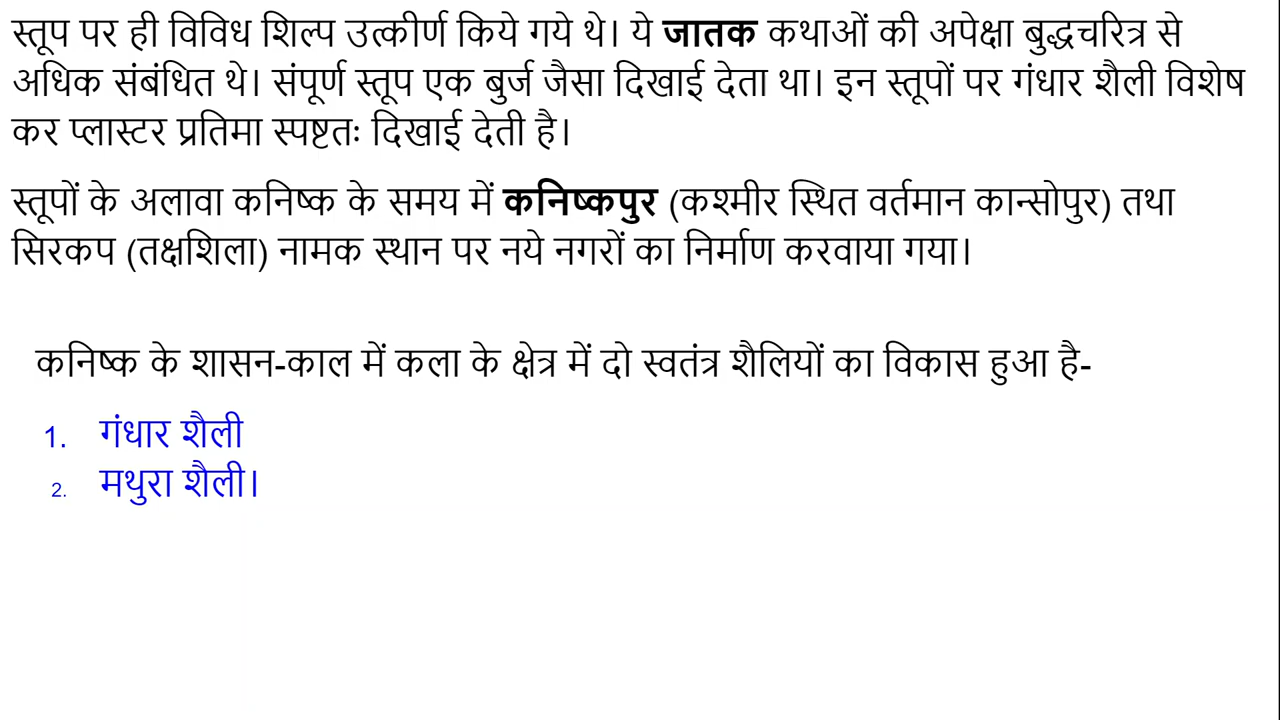 स्तूप पर ही विविध शिल्प उत्कीर्ण किये गये थे। ये जातक कथाओं की अपेक्षा बुद्धचरित्र से
अधिक संबंधित थे। संपूर्ण स्तूप एक बुर्ज जैसा दिखाई देता था। इन स्तूपों पर गंधार शैली विशेष
कर प्लास्टर प्रतिमा स्पष्टतः दिखाई देती है।
स्तूपों के अलावा कनिष्क के समय में कनिष्कपुर (कश्मीर स्थित वर्तमान कान्सोपुर) तथा
सिरकप (तक्षशिला) नामक स्थान पर नये नगरों का निर्माण करवाया गया।
कनिष्क के शासन-काल में कला के क्षेत्र में दो स्वतंत्र शैलियों का विकास हुआ है-
1. गंधार शैली
2. मथुरा शैली।